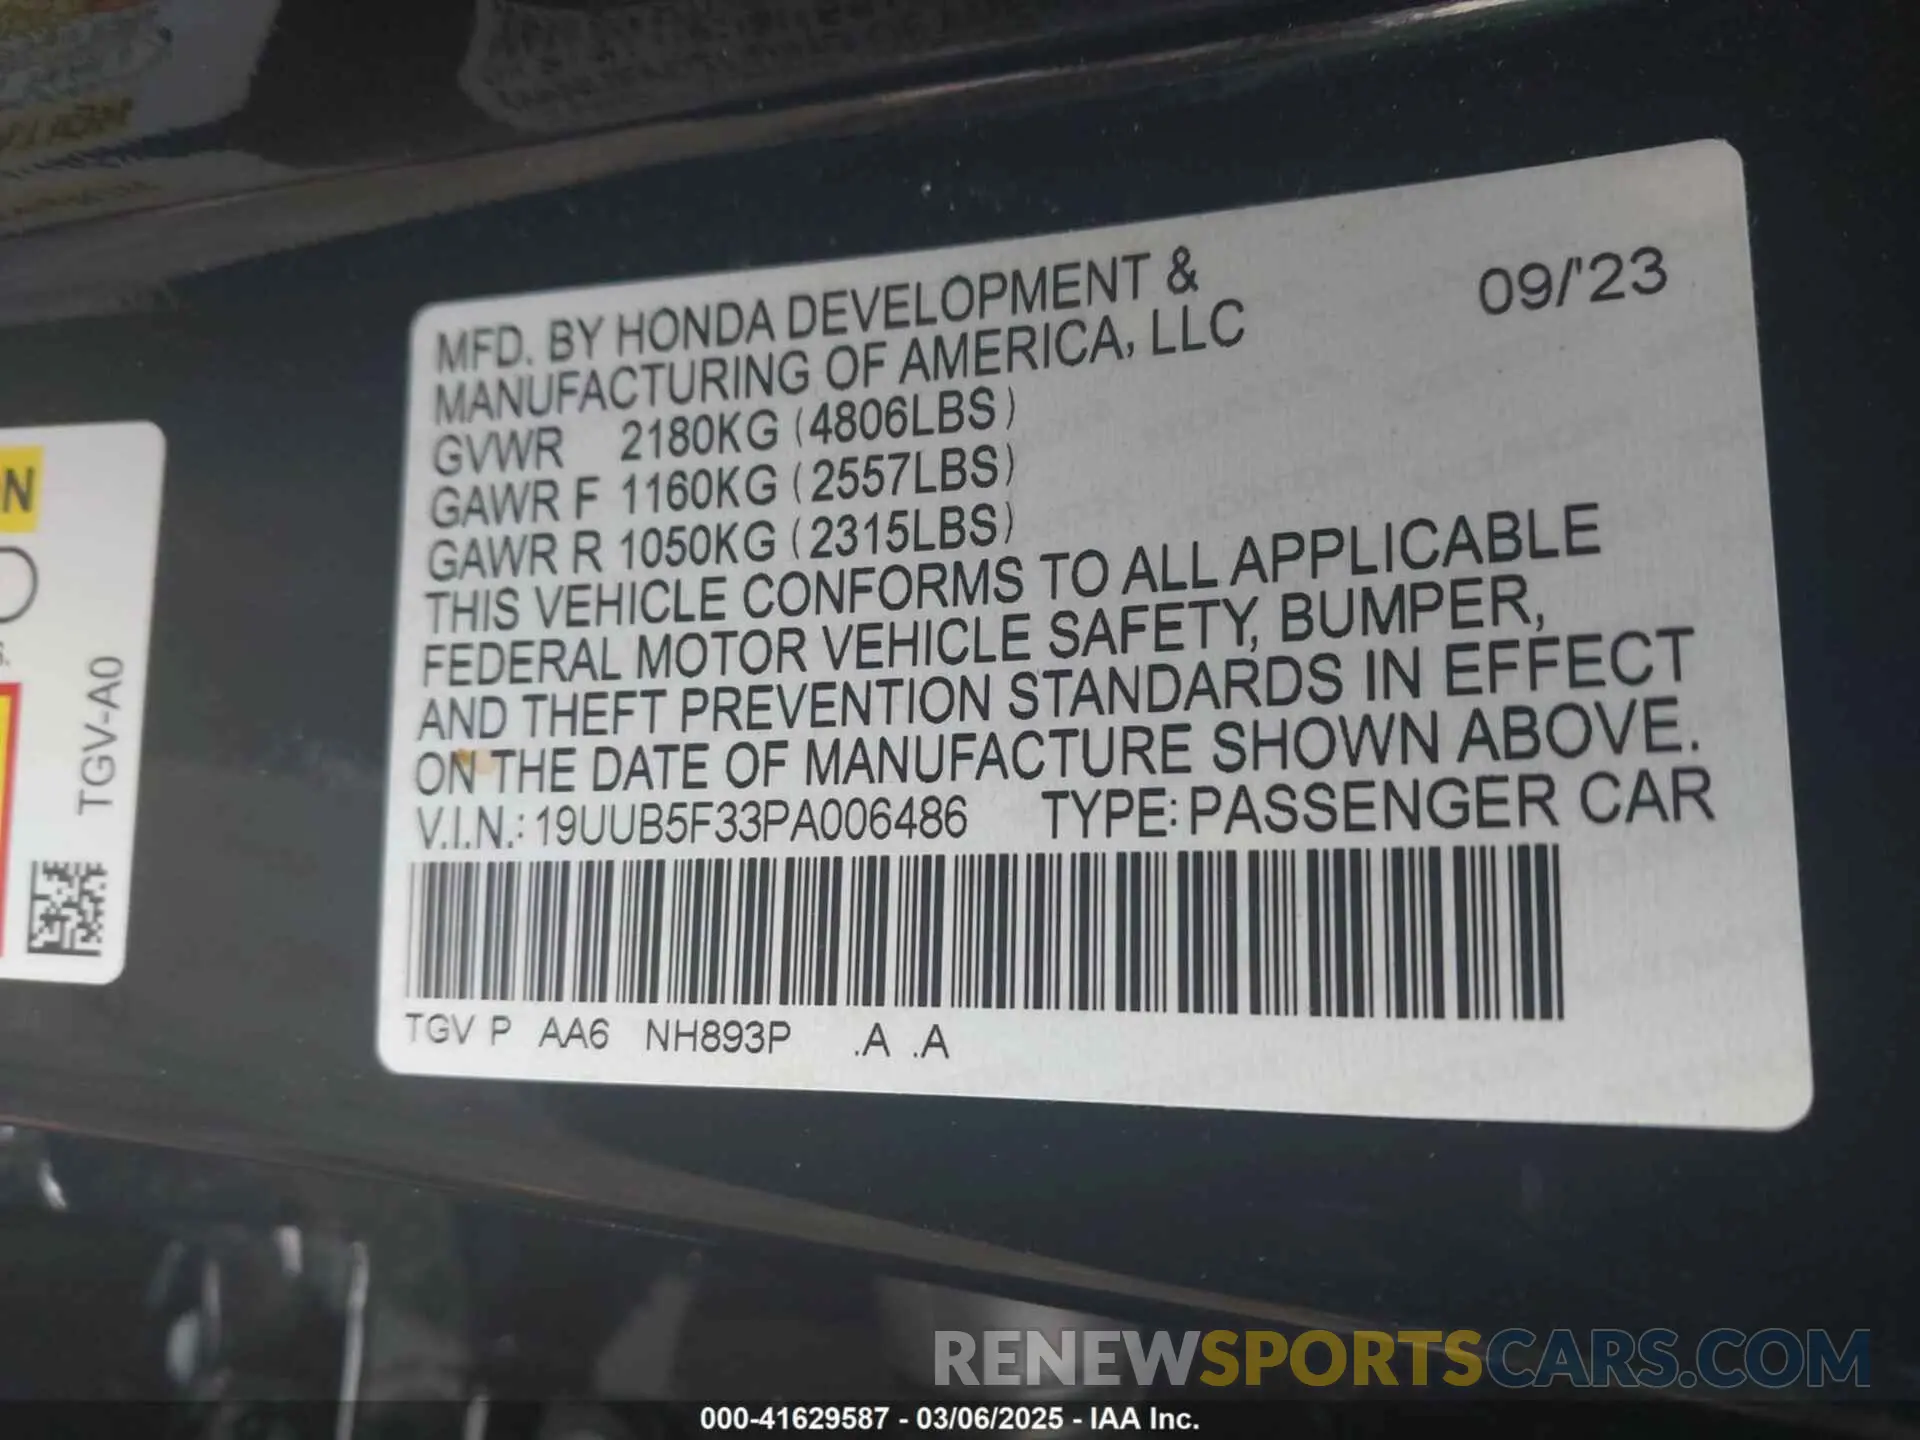 MFD. BY HONDA DEVELOPMENT &
MANUFACTURING OF AMERICA, LLC
09/'23
GVWR 2180KG (4806LBS)
GAWR F 1160KG (2557LBS)
GAWR R 1050KG (2315LBS)
THIS VEHICLE CONFORMS TO ALL APPLICABLE
FEDERAL MOTOR VEHICLE SAFETY, BUMPER,
AND THEFT PREVENTION STANDARDS IN EFFECT
ON THE DATE OF MANUFACTURE SHOWN ABOVE.
V.I.N.: 19UUB5F33PA006486 TYPE: PASSENGER CAR
TGV P AA6 NH893P .A .A
N
TGV-A0
RENEWSPORTSCARS.COM
000-41629587 - 03/06/2025 - IAA Inc.